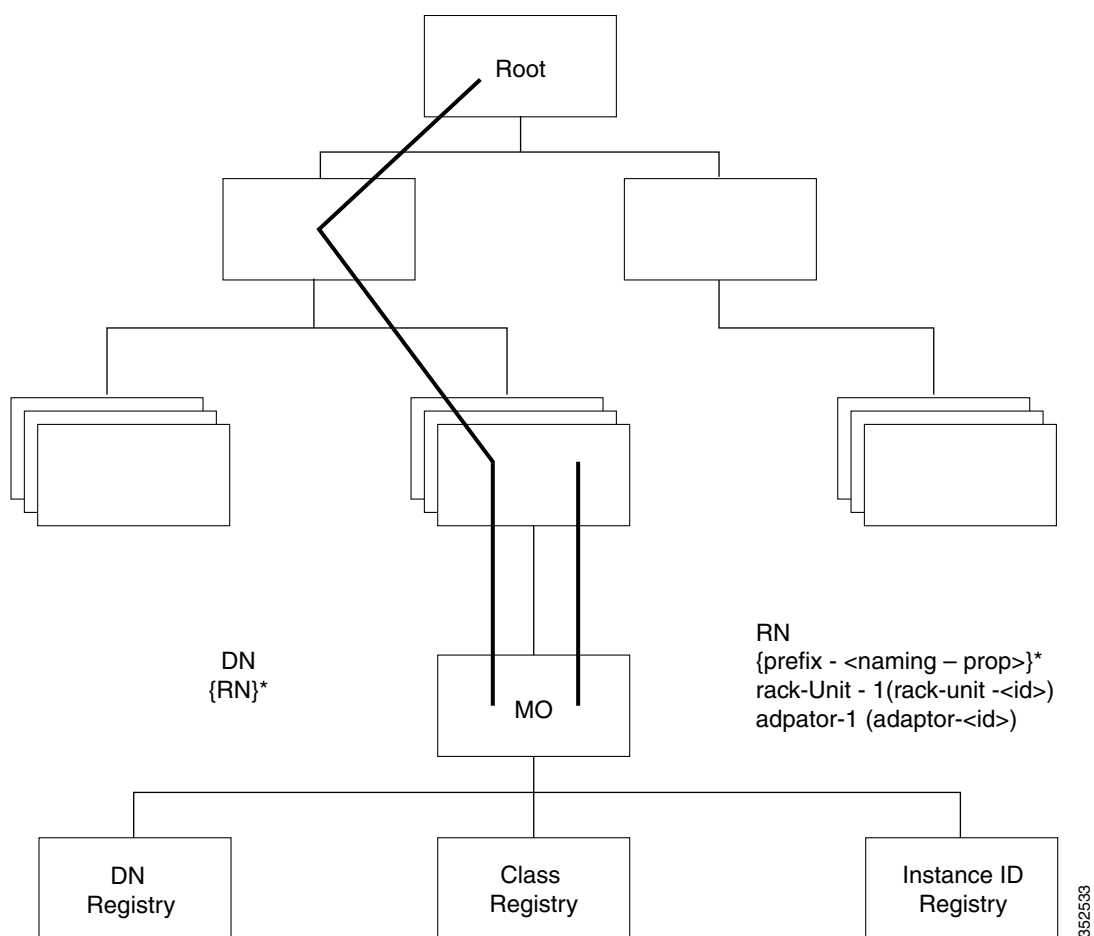 Root
DN
{RN}*
RN
{prefix - <naming – prop>}*
rack-Unit - 1(rack-unit -<id>)
adpator-1 (adaptor-<id>)
MO
DN
Registry
Class
Registry
Instance ID
Registry
352533